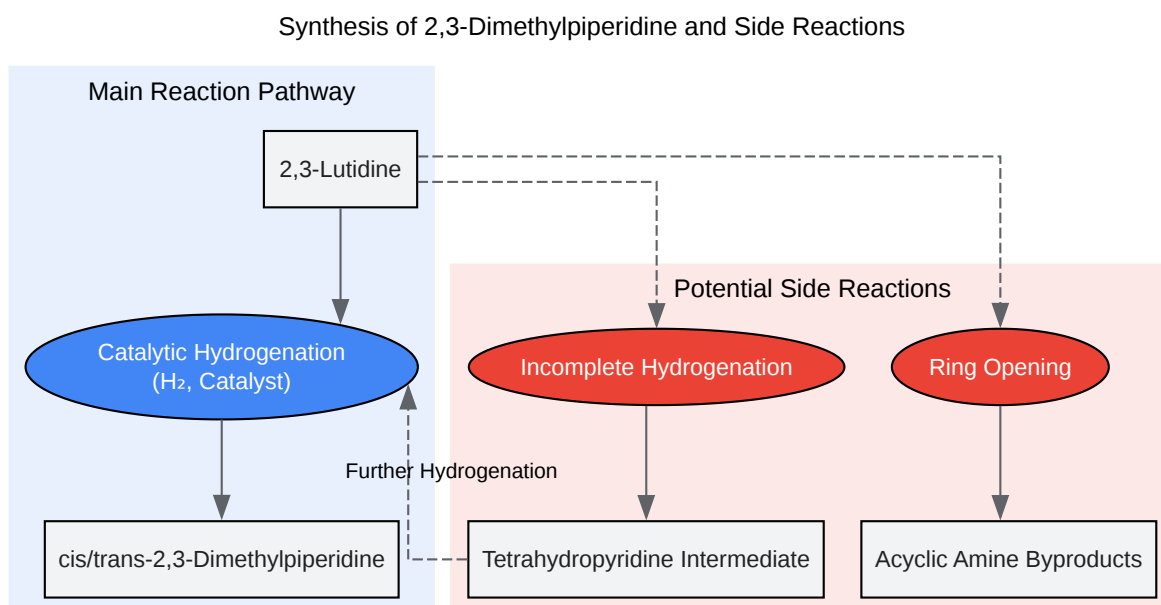 Synthesis of 2,3-Dimethylpiperidine and Side Reactions
Main Reaction Pathway
2,3-Lutidine
Potential Side Reactions
Catalytic Hydrogenation
(H₂, Catalyst)
Incomplete Hydrogenation
Ring Opening
Further Hydrogenation
cis/trans-2,3-Dimethylpiperidine
Tetrahydropyridine Intermediate
Acyclic Amine Byproducts